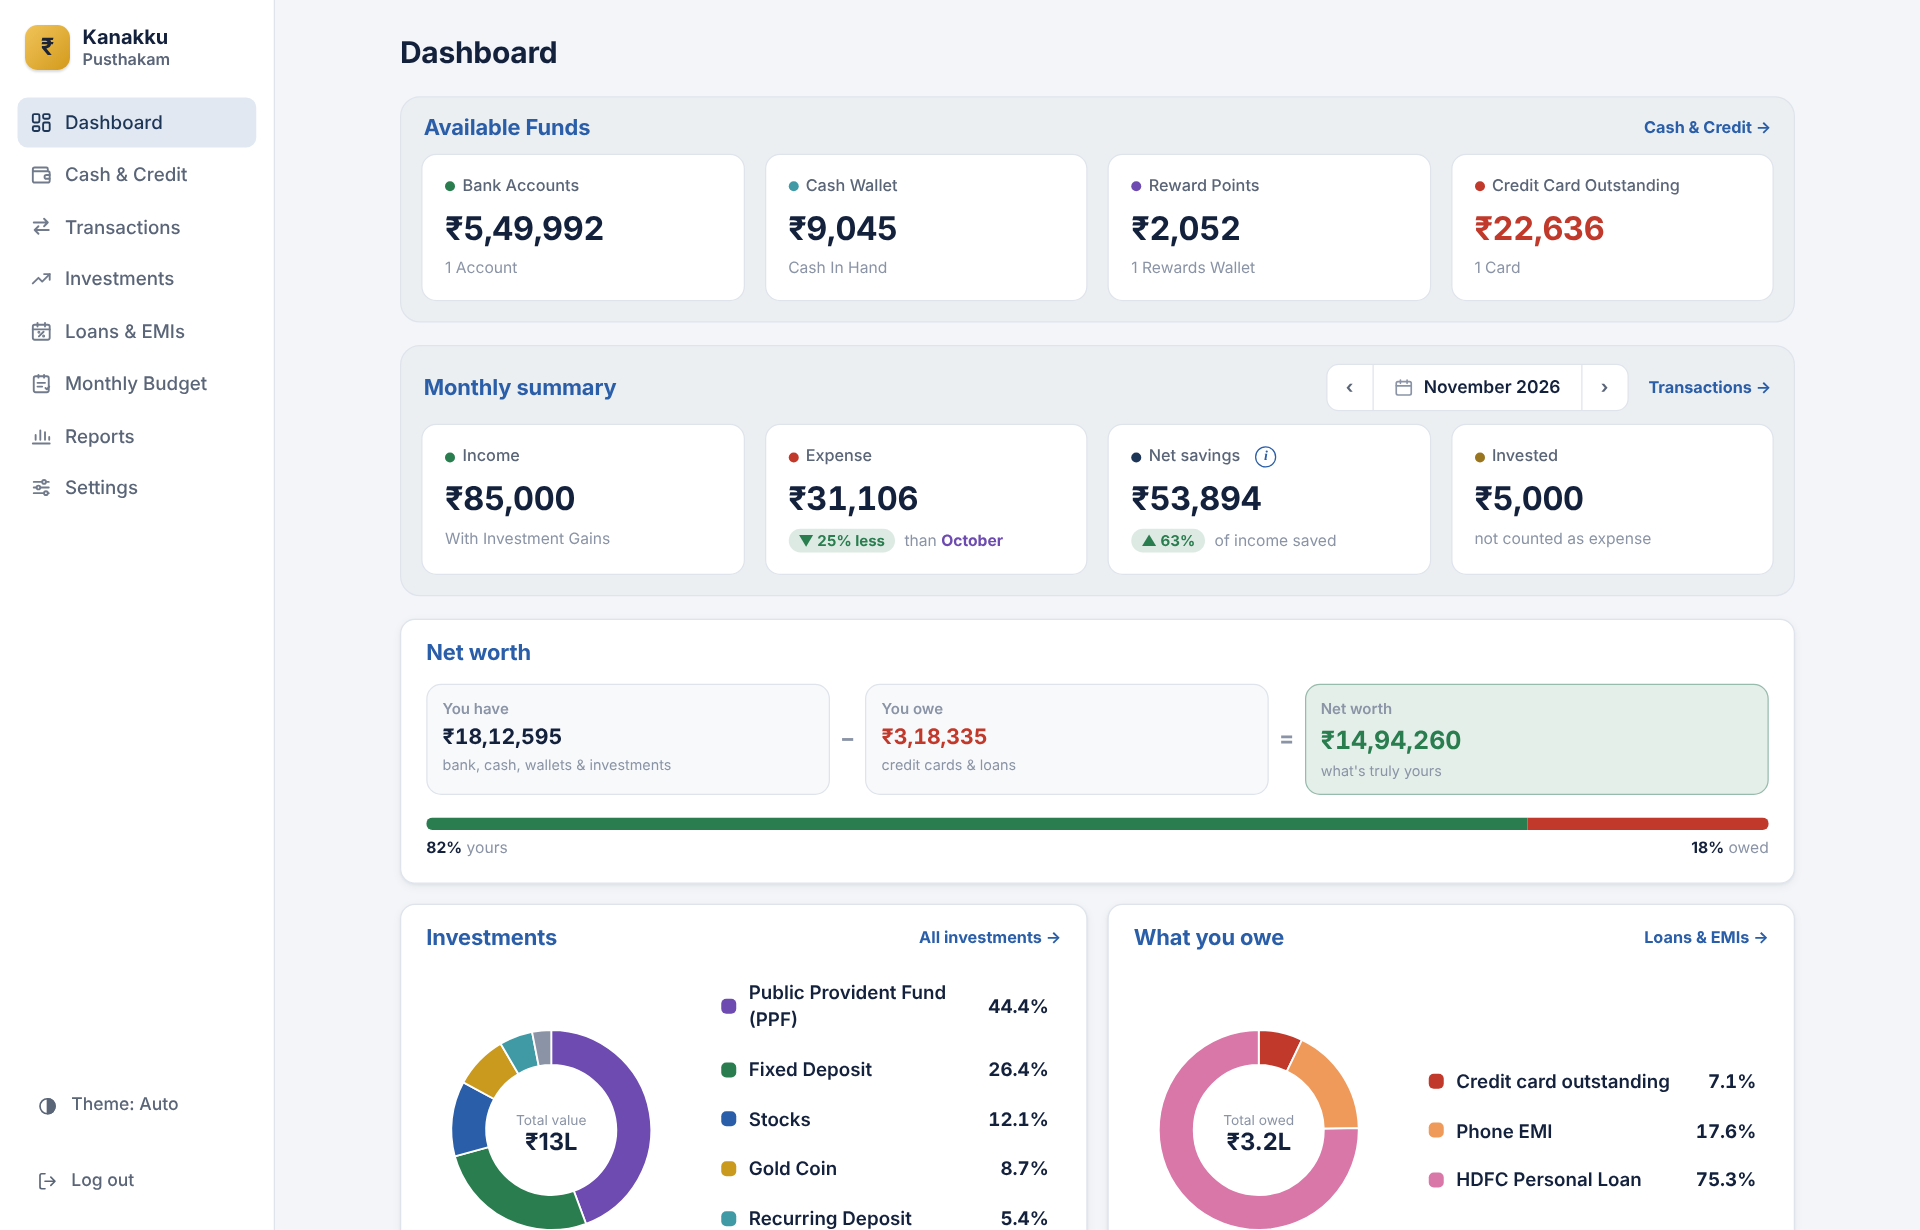 ₹
Kanakku
Pusthakam
Dashboard
Cash & Credit
Transactions
Investments
Loans & EMIs
Monthly Budget
Reports
Settings
Theme: Auto
Log out
Dashboard
Available Funds
Cash & Credit →
Bank Accounts
₹5,49,992
1 Account
Cash Wallet
₹9,045
Cash In Hand
Reward Points
₹2,052
1 Rewards Wallet
Credit Card Outstanding
₹22,636
1 Card
Monthly summary
‹ November 2026 ›
Transactions →
Income
₹85,000
With Investment Gains
Expense
₹31,106
▼ 25% less than October
Net savings i
₹53,894
▲ 63% of income saved
Invested
₹5,000
not counted as expense
Net worth
You have
₹18,12,595
bank, cash, wallets & investments
−
You owe
₹3,18,335
credit cards & loans
=
Net worth
₹14,94,260
what's truly yours
82% yours
18% owed
Investments
All investments →
Total value
₹13L
Public Provident Fund
(PPF) 44.4%
Fixed Deposit 26.4%
Stocks 12.1%
Gold Coin 8.7%
Recurring Deposit 5.4%
What you owe
Loans & EMIs →
Total owed
₹3.2L
Credit card outstanding 7.1%
Phone EMI 17.6%
HDFC Personal Loan 75.3%